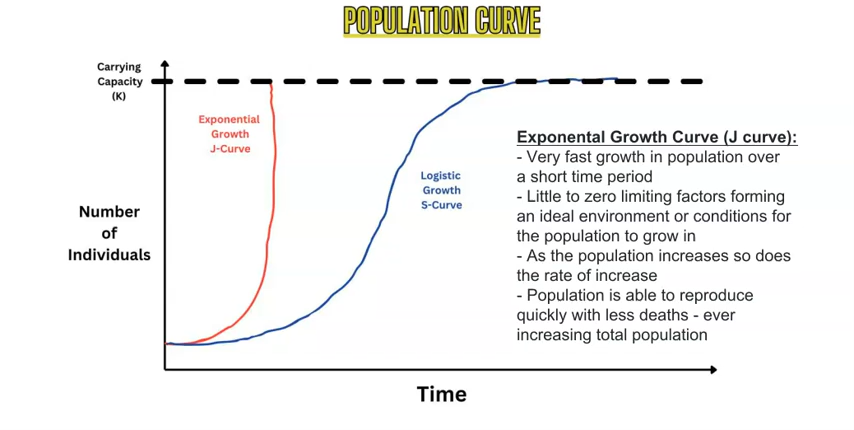 POPULATION CURVE
Carrying
Capacity
(K)
Exponential
Growth
J-Curve
Logistic
Growth
S-Curve
Number
of
Individuals
Exponental Growth Curve (J curve):
- Very fast growth in population over
a short time period
- Little to zero limiting factors forming
an ideal environment or conditions for
the population to grow in
- As the population increases so does
the rate of increase
- Population is able to reproduce
quickly with less deaths - ever
increasing total population
Time